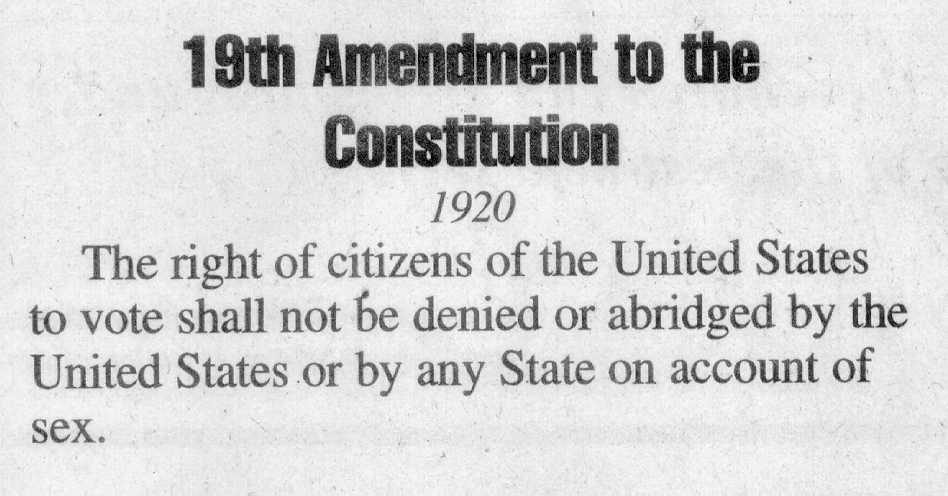 19th Amendment to the
Constitution
1920
The right of citizens of the United States
to vote shall not be denied or abridged by the
United States or by any State on account of
sex.